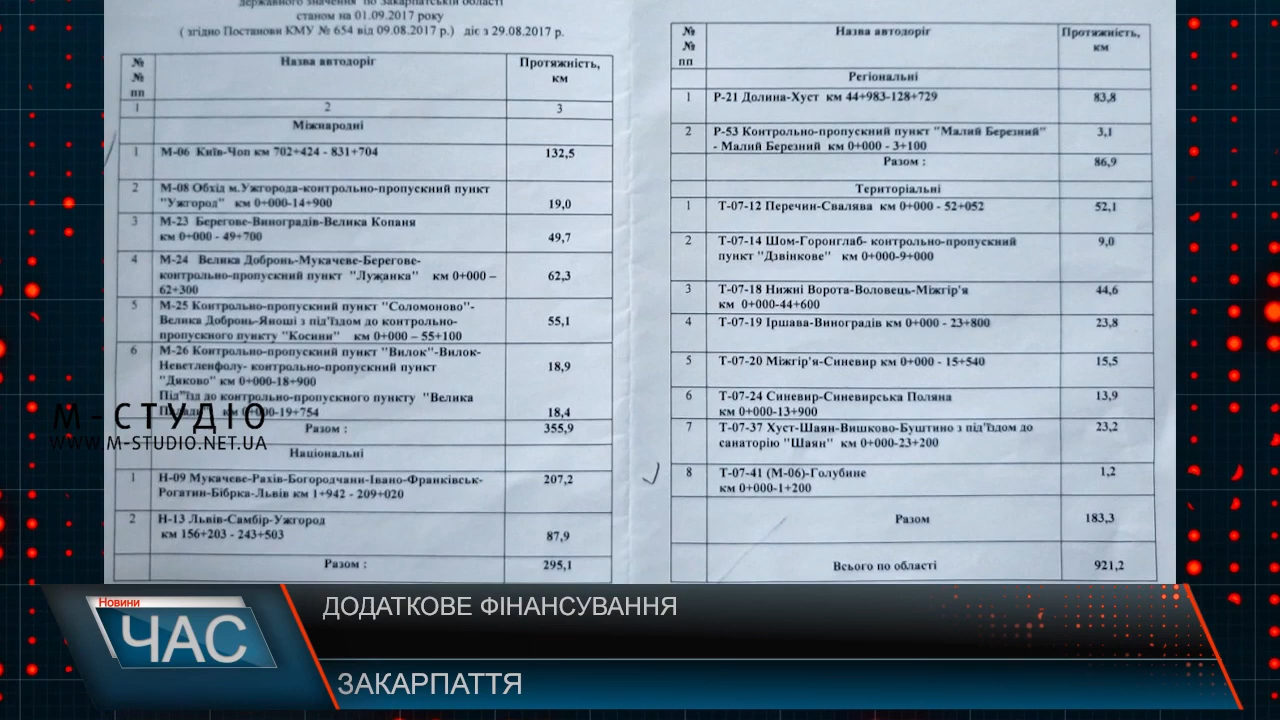 державного значення по Закарпатській області
станом на 01.09.2017 року
( згідно Постанови КМУ № 654 від 09.08.2017 р.) діє з 29.08.2017 р.
№ № пп Назва автодоріг Протяжність, км
1 2 3
Міжнародні
1 М-06 Київ-Чоп км 702+424 - 831+704 132,5
2 М-08 Обхід м.Ужгорода-контрольно-пропускний пункт
"Ужгород" км 0+000-14+900 19,0
3 М-23 Берегове-Виноградів-Велика Копаня
км 0+000 - 49+700 49,7
4 М-24 Велика Добронь-Мукачеве-Берегове-
контрольно-пропускний пункт "Лужанка" км 0+000 – 62,3
62+300
5 М-25 Контрольно-пропускний пункт "Соломоново"-
Велика Добронь-Яноші з під'їздом до контрольно- 55,1
пропускного пункту "Косини" км 0+000 – 55+100
6 М-26 Контрольно-пропускний пункт "Вилок"-Вилок-
Неветленфолу- контрольно-пропускний пункт 18,9
"Дяково" км 0+000-18+900
Під"їзд до контрольно-пропускного пункту "Велика
км 0+000-19+754 18,4
Разом : 355,9
Національні
1 Н-09 Мукачеве-Рахів-Богородчани-Івано-Франківськ- 207,2
Рогатин-Бібрка-Львів км 1+942 - 209+020
2 Н-13 Львів-Самбір-Ужгород
км 156+203 - 243+503 87,9
Разом : 295,1
№ № пп Назва автодоріг Протяжність, км
Регіональні
1 Р-21 Долина-Хуст км 44+983-128+729 83,8
2 Р-53 Контрольно-пропускний пункт "Малий Березний" 3,1
- Малий Березний км 0+000 - 3+100
Разом : 86,9
Територіальні
1 Т-07-12 Перечин-Свалява км 0+000 - 52+052 52,1
2 Т-07-14 Шом-Горонглаб- контрольно-пропускний 9,0
пункт "Дзвінкове" км 0+000-9+000
3 Т-07-18 Нижні Ворота-Воловець-Міжгір'я 44,6
км 0+000-44+600
4 Т-07-19 Іршава-Виноградів км 0+000 - 23+800 23,8
5 Т-07-20 Міжгір'я-Синевир км 0+000 - 15+540 15,5
6 Т-07-24 Синевир-Синевирська Поляна 13,9
км 0+000-13+900
7 Т-07-37 Хуст-Шаян-Вишково-Буштино з під'їздом до 23,2
санаторію "Шаян" км 0+000-23+200
8 Т-07-41 (М-06)-Голубине 1,2
км 0+000-1+200
Разом 183,3
Всього по області 921,2
М-СТУДІО
WWW.M-STUDIO.NET.UA
Новини
ЧАС
ДОДАТКОВЕ ФІНАНСУВАННЯ
ЗАКАРПАТТЯ